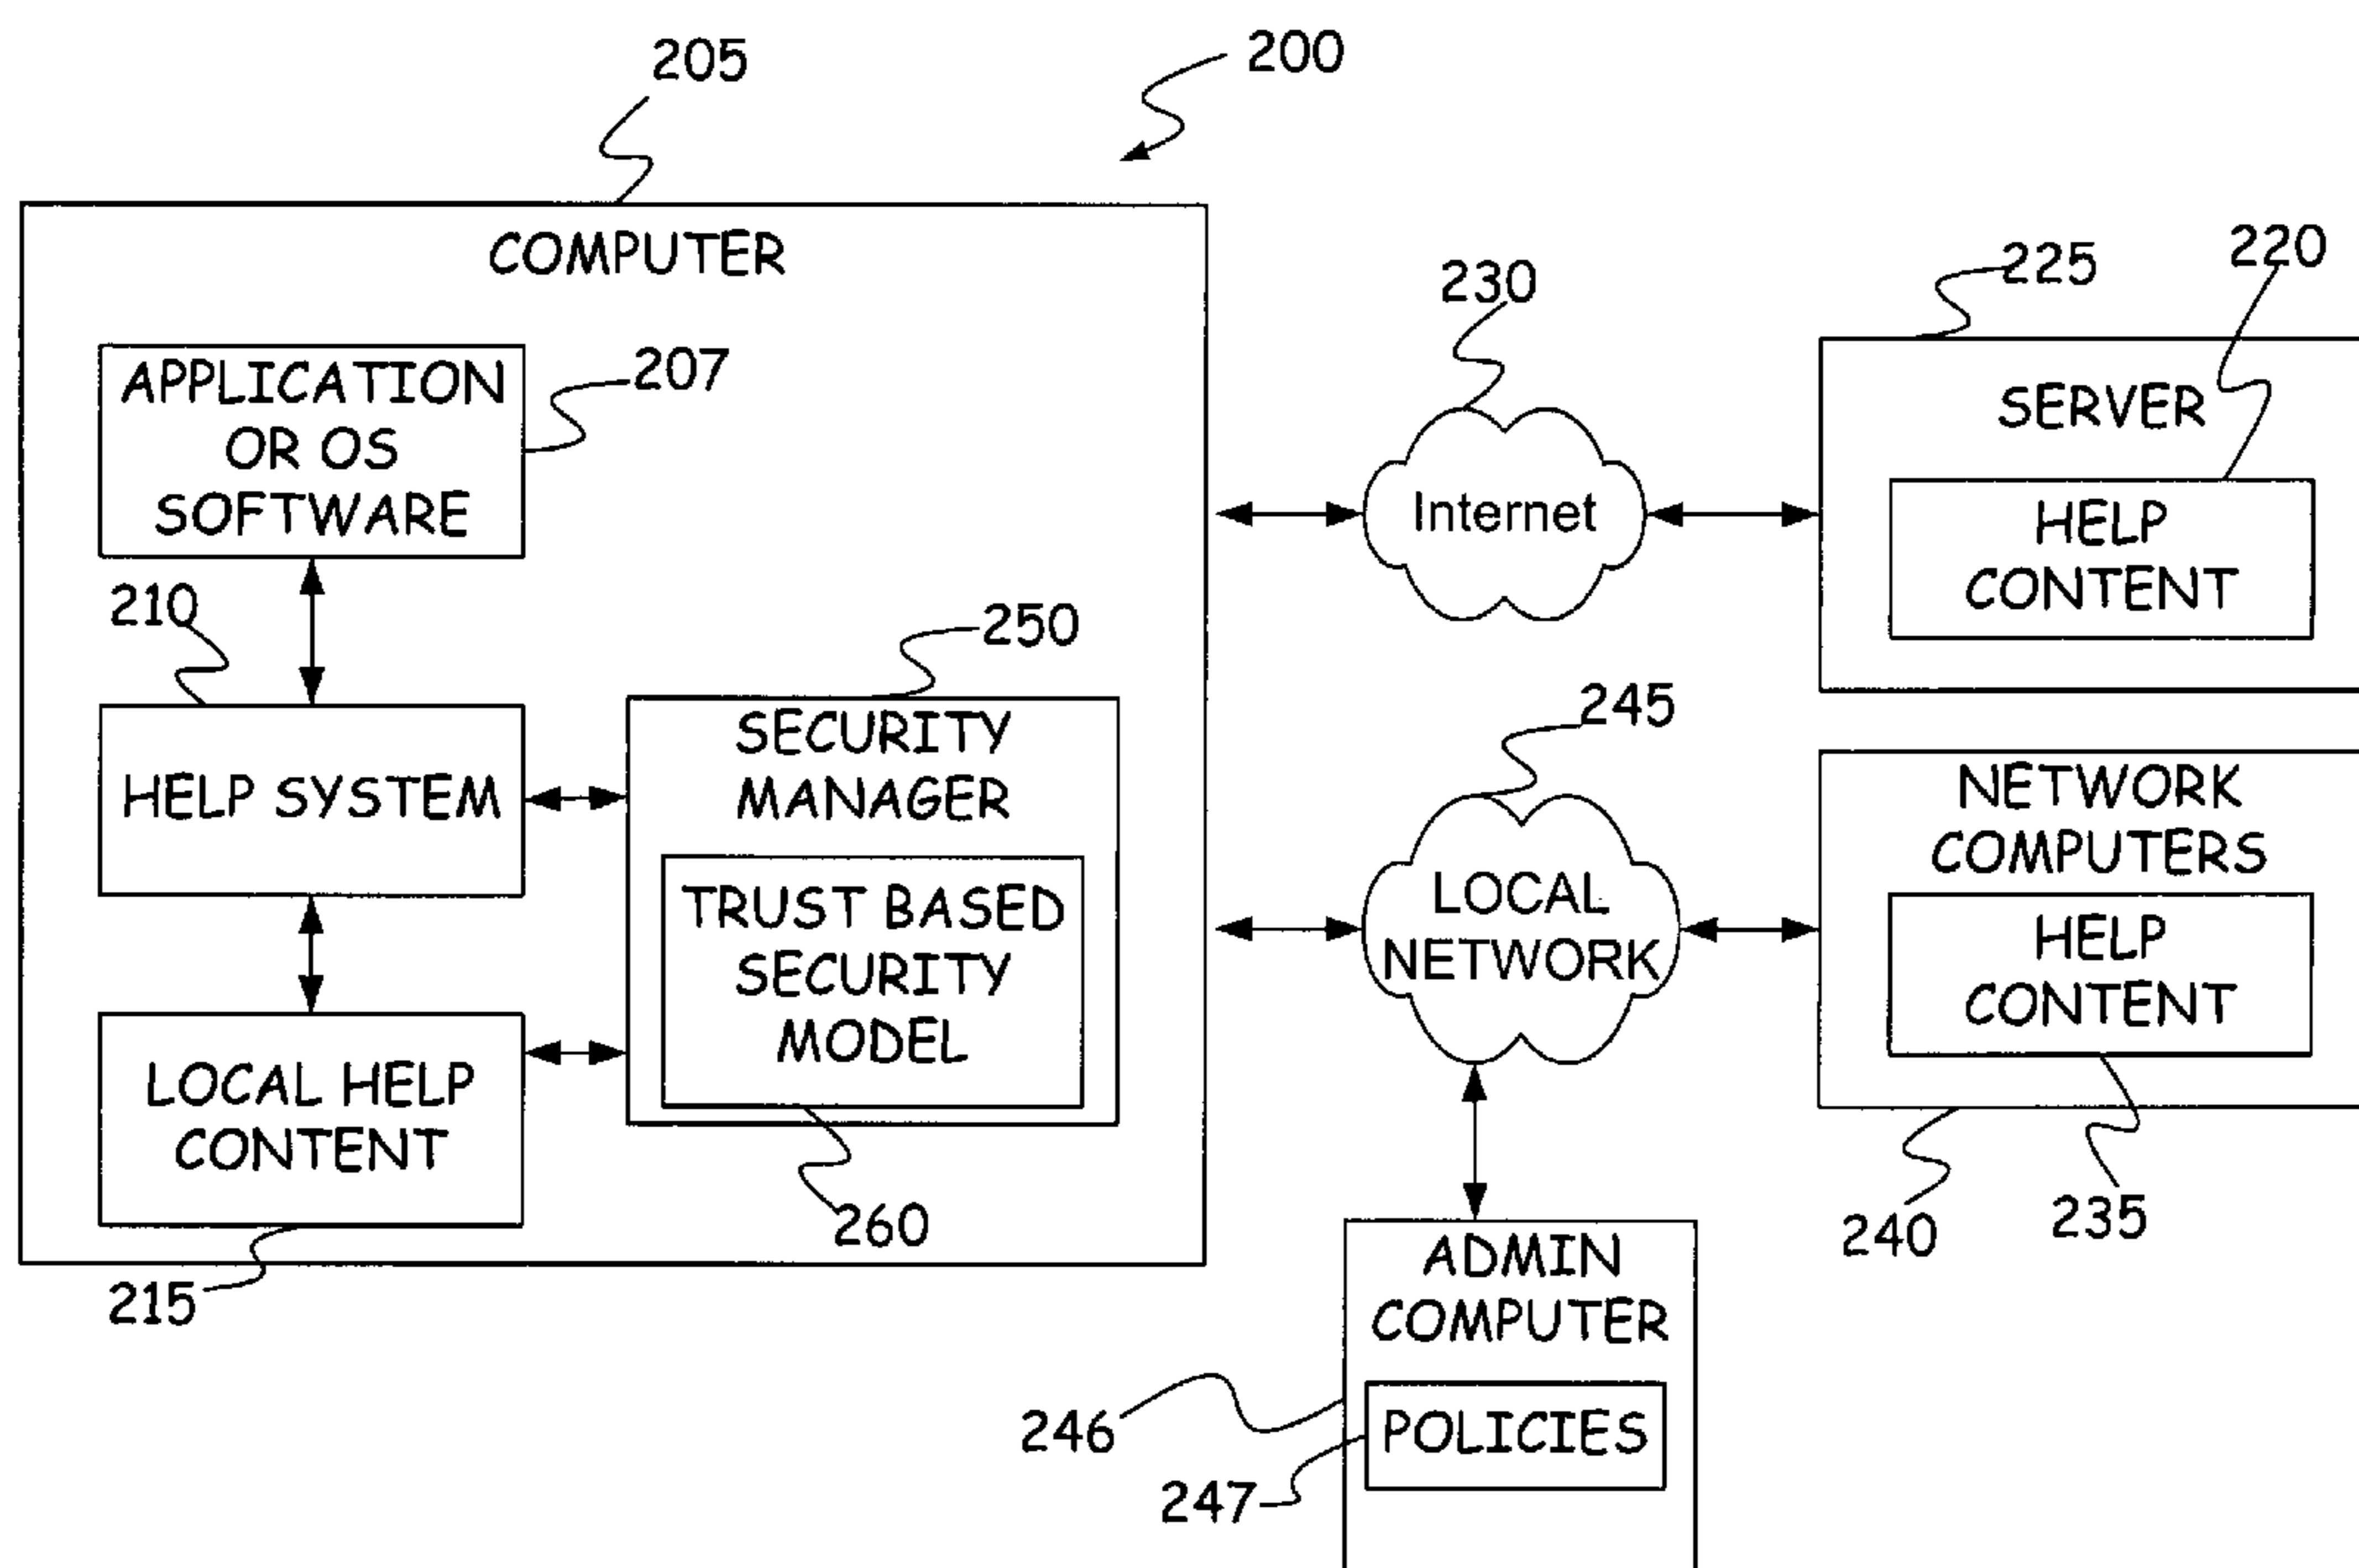 205
200
COMPUTER
APPLICATION
OR OS
SOFTWARE
207
210
HELP SYSTEM
250
SECURITY
MANAGER
TRUST BASED
SECURITY
MODEL
260
LOCAL HELP
CONTENT
215
230
Internet
225
220
SERVER
HELP
CONTENT
245
LOCAL
NETWORK
NETWORK
COMPUTERS
HELP
CONTENT
240
235
ADMIN
COMPUTER
246
POLICIES
247